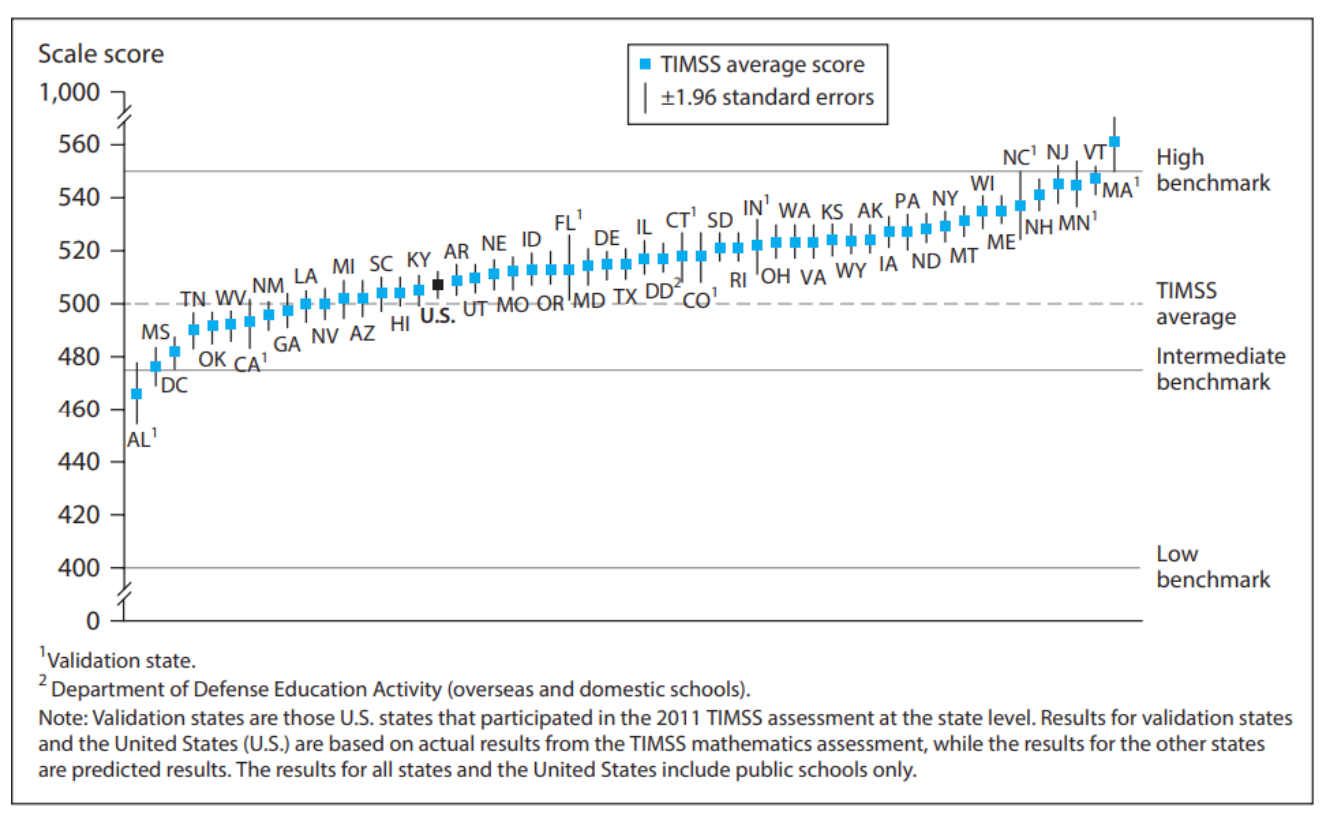 Scale score
TIMSS average score
±1.96 standard errors
1,000
560
540
520
500
480
460
440
420
400
0
High
benchmark
TIMSS
average
Intermediate
benchmark
Low
benchmark
AL¹
MS
DC
TN
OK
WV
CA¹
NM
GA
LA
NV
MI
AZ
SC
HI
KY
U.S.
AR
UT
NE
MO
ID
OR
FL¹
MD
DE
TX
IL
DD²
CT¹
CO¹
SD
RI
IN¹
OH
WA
VA
KS
WY
AK
IA
PA
ND
NY
MT
WI
ME
NC¹
NH
NJ
MN¹
VT
MA¹
¹Validation state.
² Department of Defense Education Activity (overseas and domestic schools).
Note: Validation states are those U.S. states that participated in the 2011 TIMSS assessment at the state level. Results for validation states
and the United States (U.S.) are based on actual results from the TIMSS mathematics assessment, while the results for the other states
are predicted results. The results for all states and the United States include public schools only.